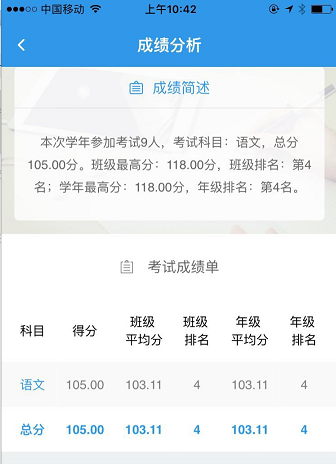 中国移动 上午10:42
成绩分析
成绩简述
本次学年参加考试9人，考试科目：语文，总分
105.00分。班级最高分：118.00分，班级排名：第4
名；学年最高分：118.00分，年级排名：第4名。
考试成绩单
科目 得分 班级平均分 班级排名 年级平均分 年级排名
语文 105.00 103.11 4 103.11 4
总分 105.00 103.11 4 103.11 4